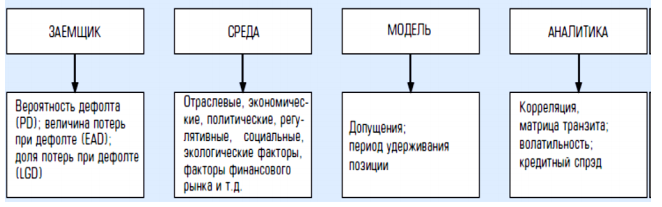 ЗАЕМЩИК
Вероятность дефолта
(PD); величина потерь
при дефолте (EAD);
доля потерь при дефолте
(LGD)
СРЕДА
Отраслевые, экономичес-
кие, политические, регу-
лятивные, социальные,
экологические факторы,
факторы финансового
рынка и т.д.
МОДЕЛЬ
Допущения;
период удерживания
позиции
АНАЛИТИКА
Корреляция,
матрица транзита;
волатильность;
кредитный спрэд